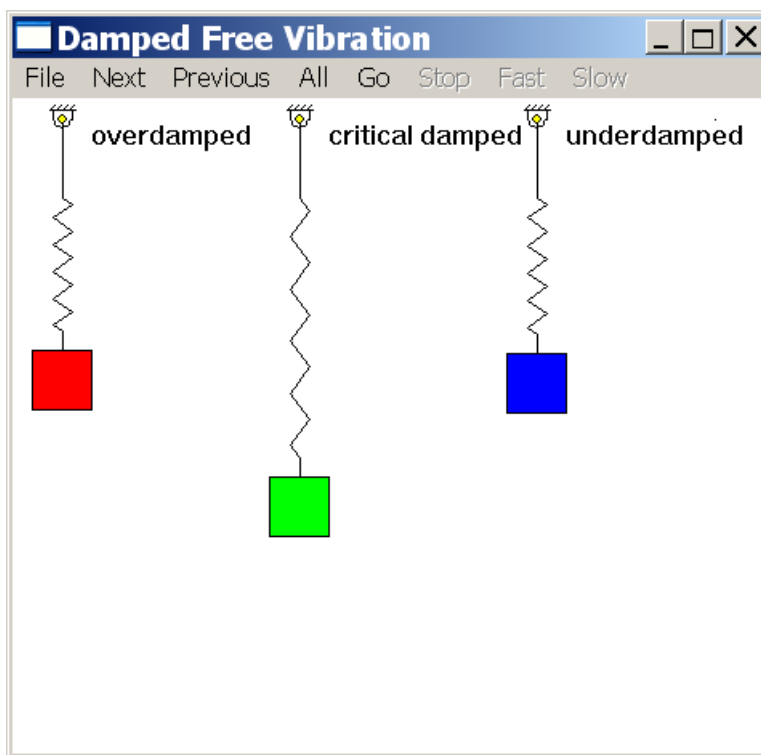 Damped Free Vibration
File Next Previous All Go Stop Fast Slow
overdamped critical damped underdamped